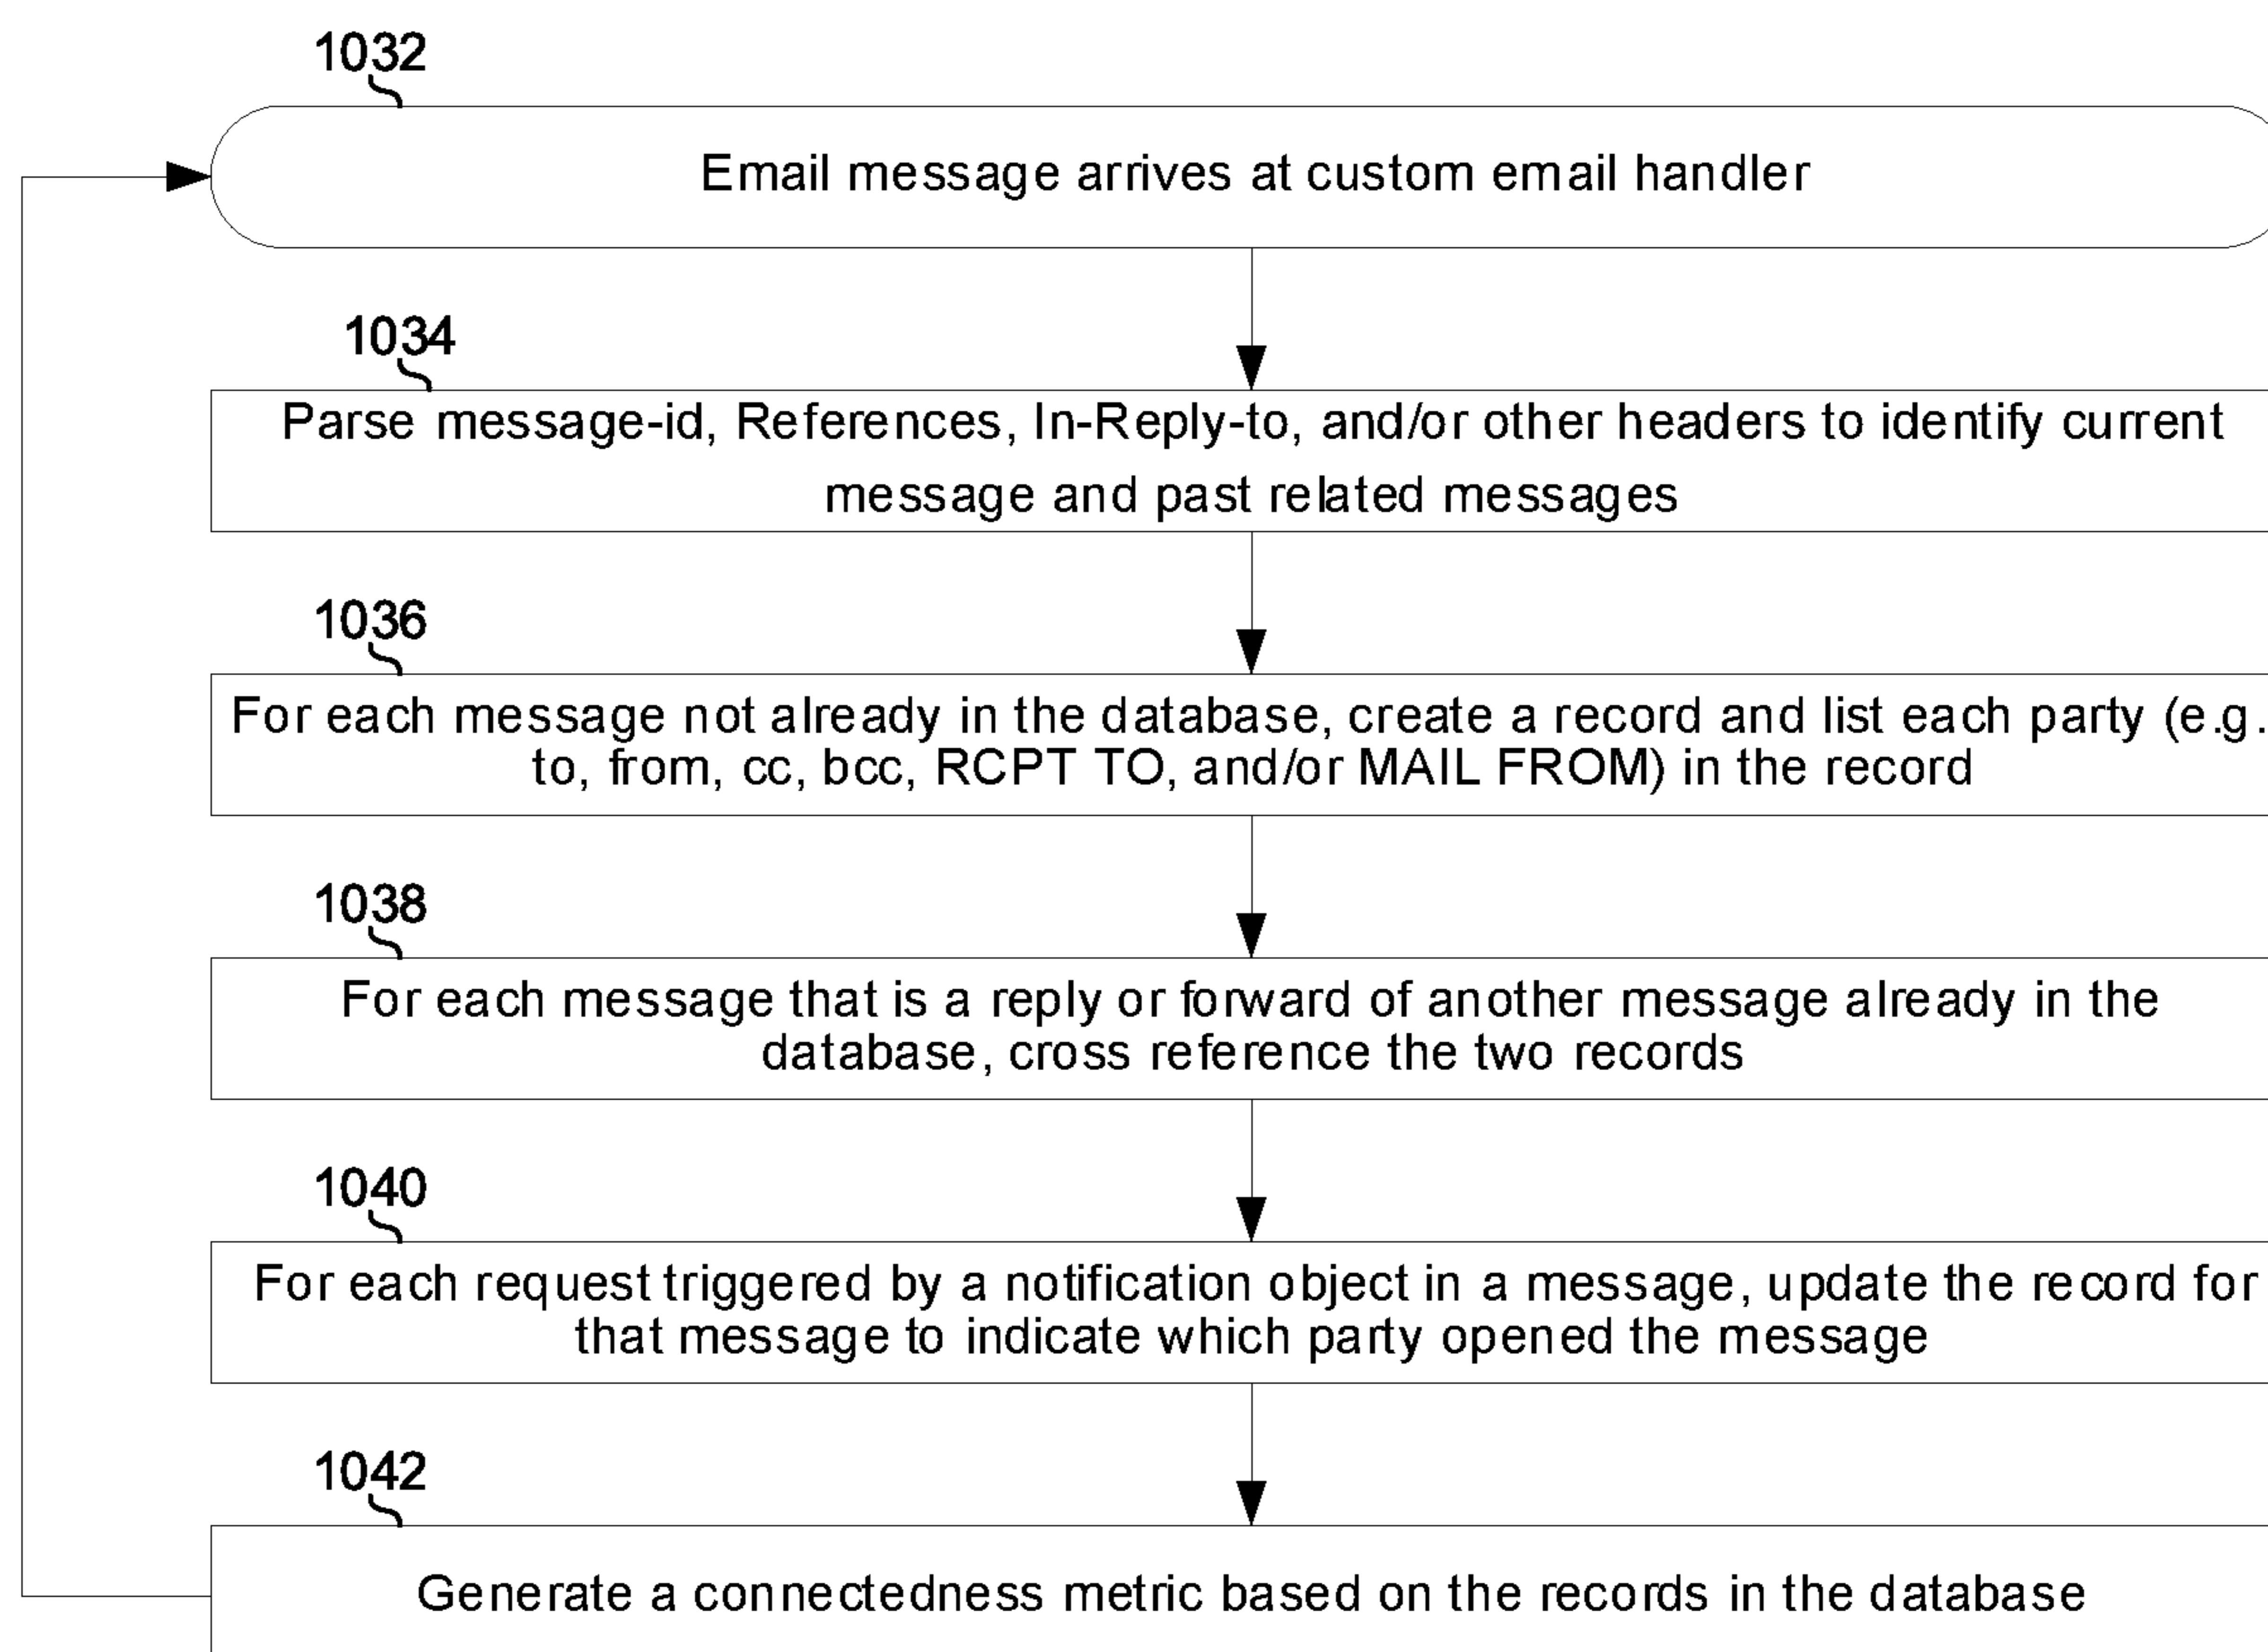 1032
Email message arrives at custom email handler
1034
Parse message-id, References, In-Reply-to, and/or other headers to identify current
message and past related messages
1036
For each message not already in the database, create a record and list each party (e.g.
to, from, cc, bcc, RCPT TO, and/or MAIL FROM) in the record
1038
For each message that is a reply or forward of another message already in the
database, cross reference the two records
1040
For each request triggered by a notification object in a message, update the record for
that message to indicate which party opened the message
1042
Generate a connectedness metric based on the records in the database